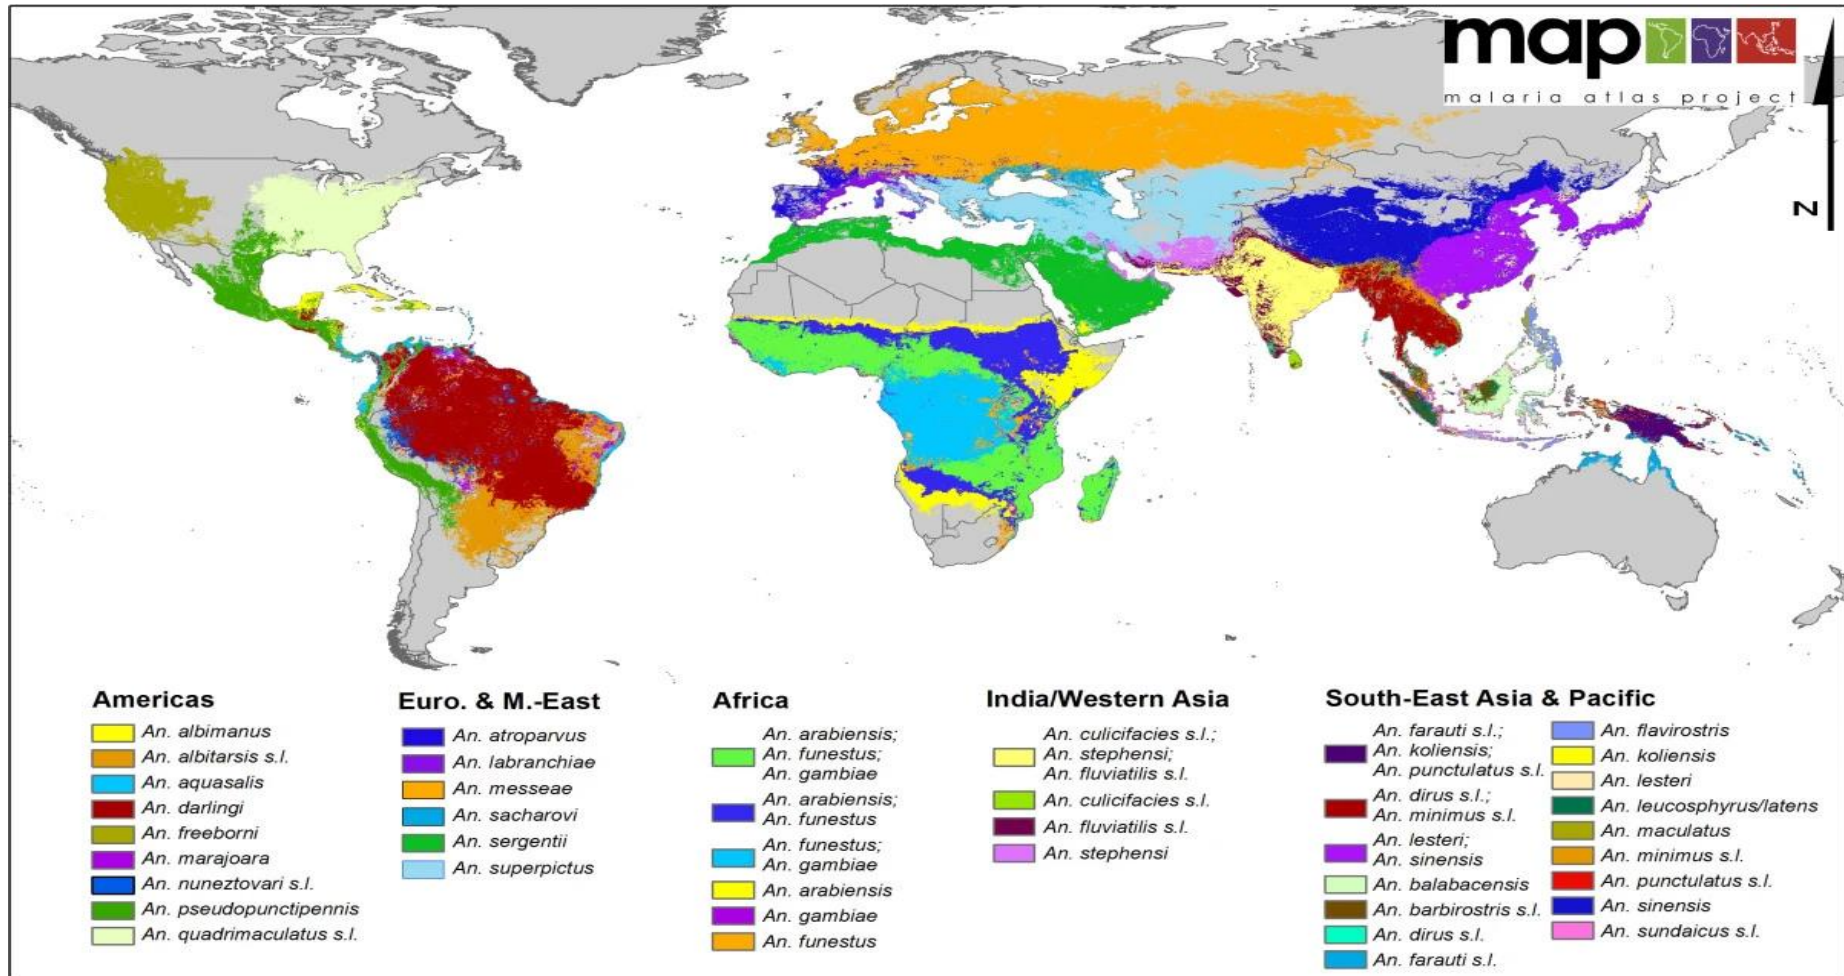 map
malaria atlas project
N
Americas
An. albimanus
An. albitarsis s.l.
An. aquasalis
An. darlingi
An. freeborni
An. marajoara
An. nuneztovari s.l.
An. pseudopunctipennis
An. quadrimaculatus s.l.
Euro. & M.-East
An. atroparvus
An. labranchiae
An. messeae
An. sacharovi
An. sergentii
An. superpictus
Africa
An. arabiensis;
An. funestus;
An. gambiae
An. arabiensis;
An. funestus
An. funestus;
An. gambiae
An. arabiensis
An. gambiae
An. funestus
India/Western Asia
An. culicifacies s.l.;
An. stephensi;
An. fluviatilis s.l.
An. culicifacies s.l.
An. fluviatilis s.l.
An. stephensi
South-East Asia & Pacific
An. farauti s.l.;
An. koliensis;
An. punctulatus s.l.
An. dirus s.l.;
An. minimus s.l.
An. lesteri;
An. sinensis
An. balabacensis
An. barbirostris s.l.
An. dirus s.l.
An. farauti s.l.
An. flavirostris
An. koliensis
An. lesteri
An. leucosphyrus/latens
An. maculatus
An. minimus s.l.
An. punctulatus s.l.
An. sinensis
An. sundaicus s.l.